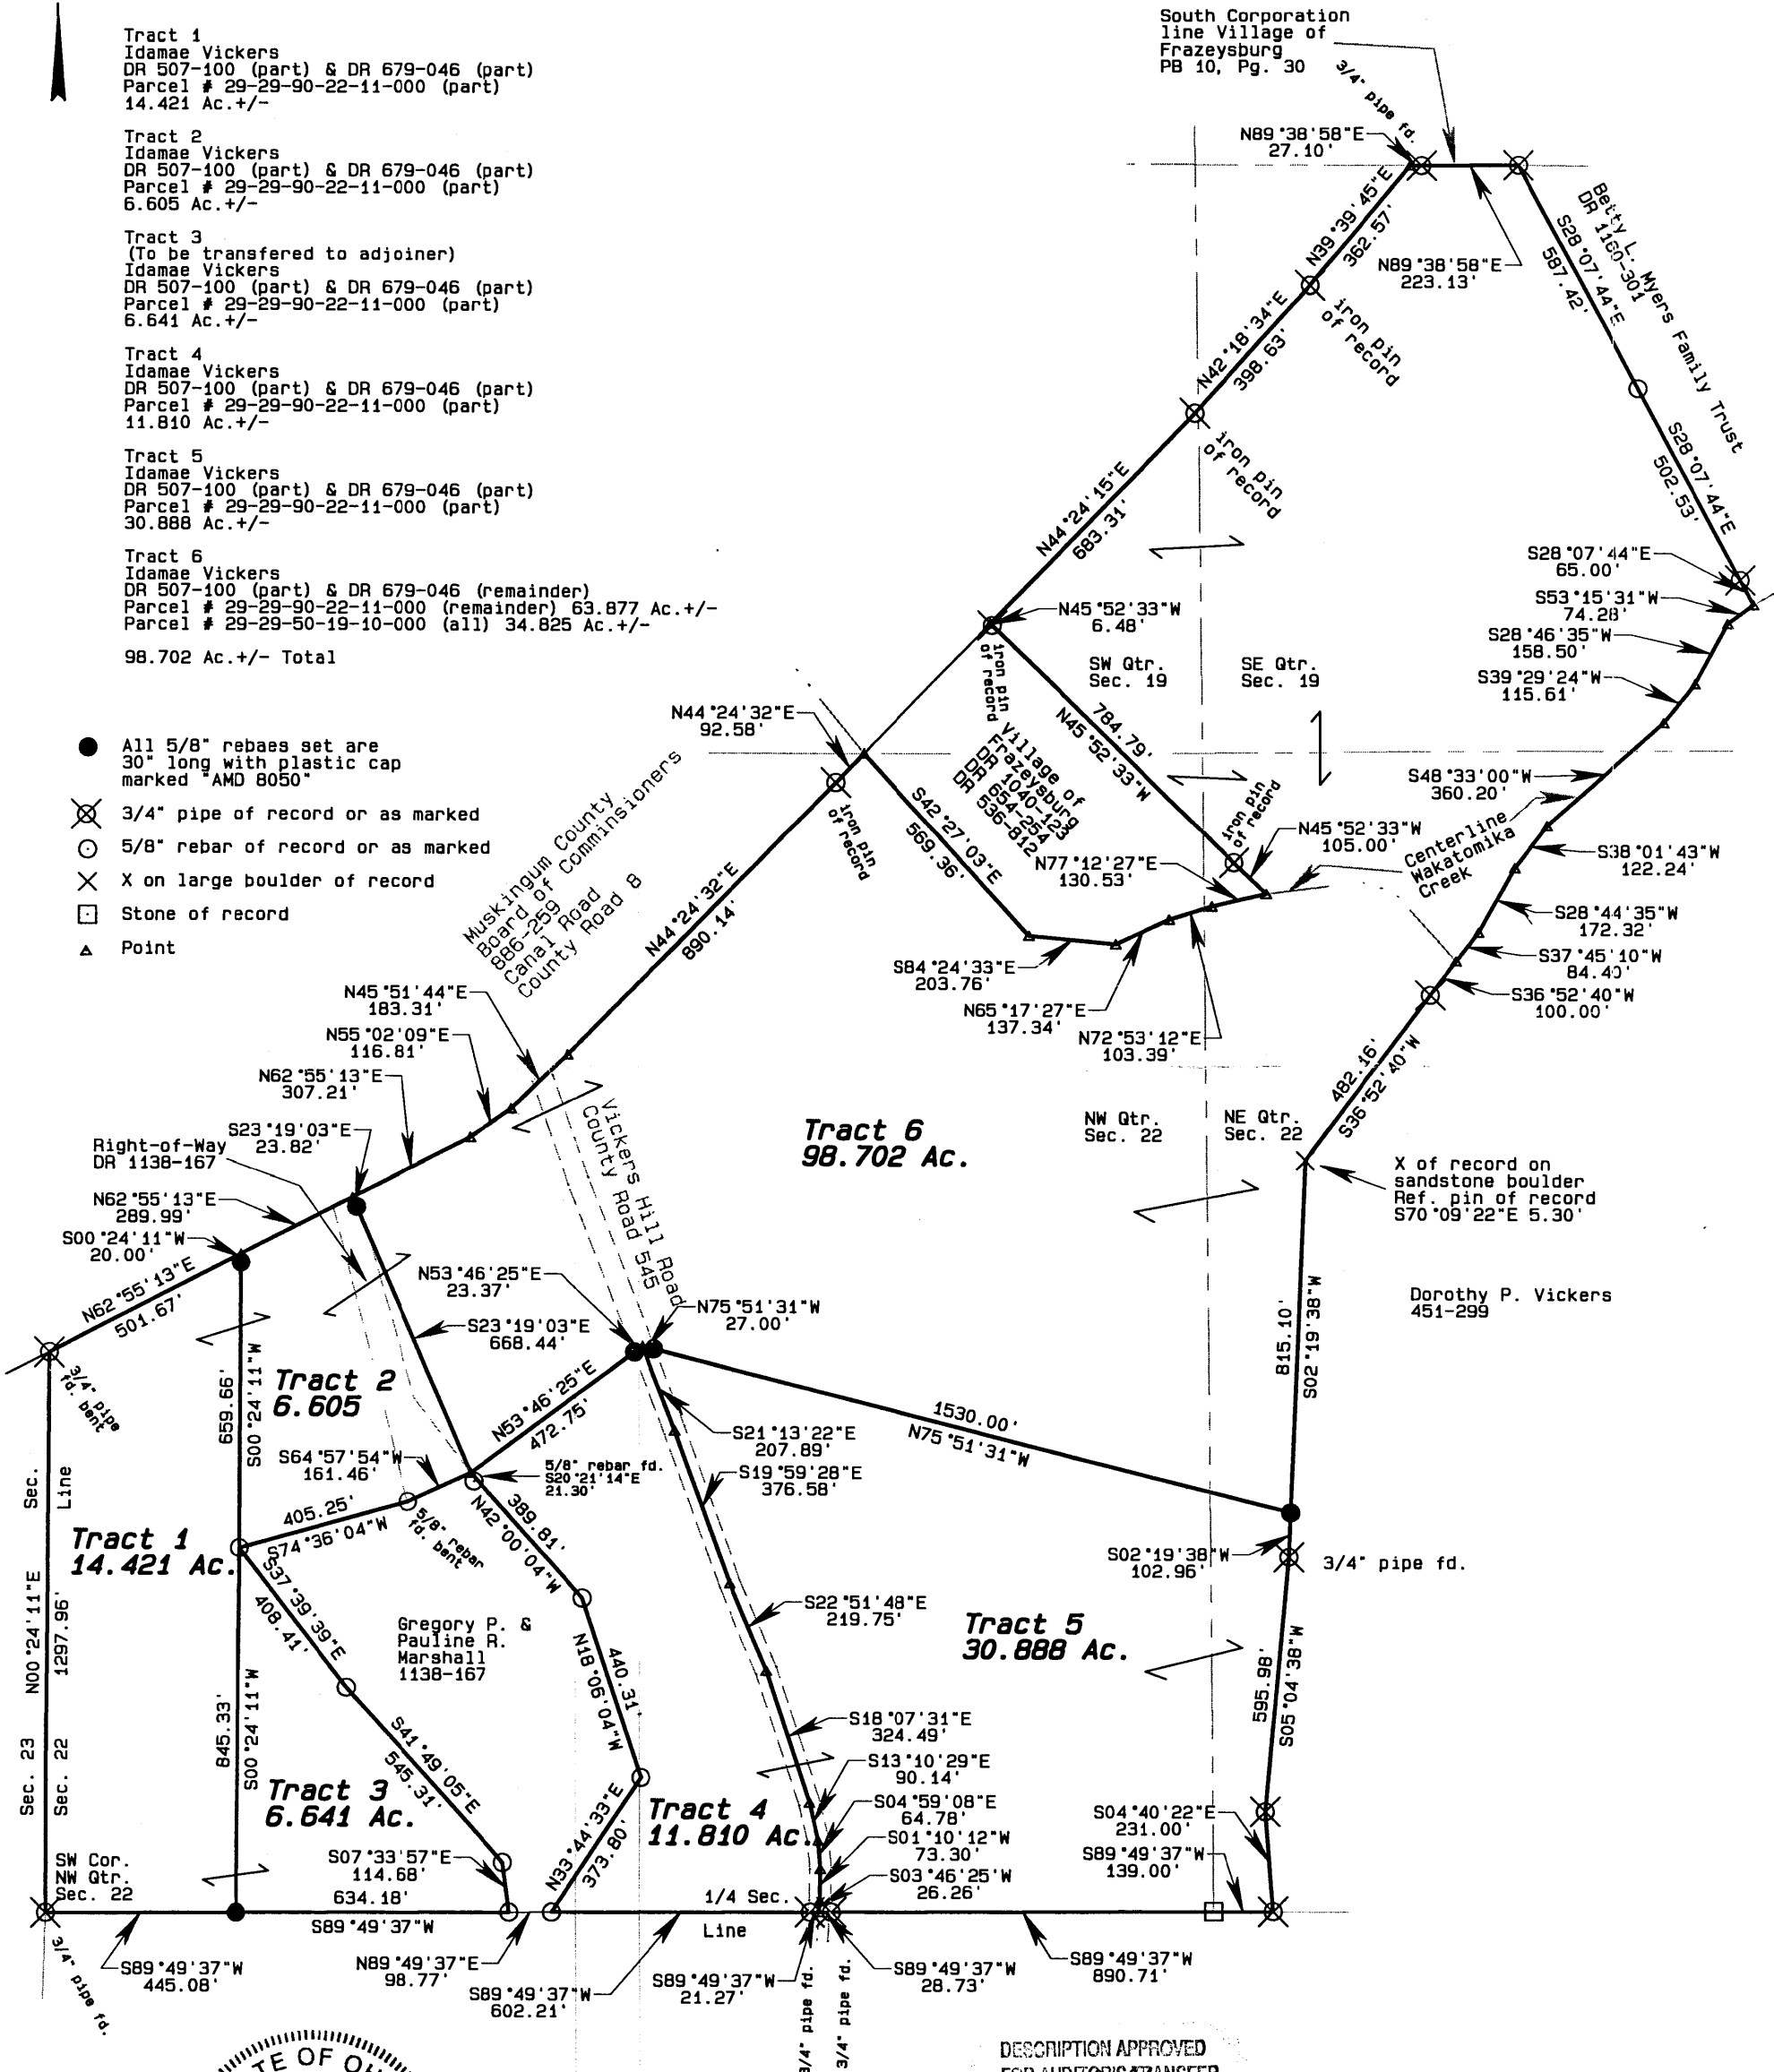 Tract 1
Idamae Vickers
DR 507-100 (part) & DR 679-046 (part)
Parcel # 29-29-90-22-11-000 (part)
14.421 Ac.+/-
Tract 2
Idamae Vickers
DR 507-100 (part) & DR 679-046 (part)
Parcel # 29-29-90-22-11-000 (part)
6.605 Ac.+/-
Tract 3
(To be transfered to adjoiner)
Idamae Vickers
DR 507-100 (part) & DR 679-046 (part)
Parcel # 29-29-90-22-11-000 (part)
6.641 Ac.+/-
Tract 4
Idamae Vickers
DR 507-100 (part) & DR 679-046 (part)
Parcel # 29-29-90-22-11-000 (part)
11.810 Ac.+/-
Tract 5
Idamae Vickers
DR 507-100 (part) & DR 679-046 (part)
Parcel # 29-29-90-22-11-000 (part)
30.888 Ac.+/-
Tract 6
Idamae Vickers
DR 507-100 (part) & DR 679-046 (remainder)
Parcel # 29-29-90-22-11-000 (remainder) 63.877 Ac.+/-
Parcel # 29-29-50-19-10-000 (all) 34.825 Ac.+/-
98.702 Ac.+/- Total
All 5/8" rebaes set are
30" long with plastic cap
marked "AMD 8050"
3/4" pipe of record or as marked
5/8" rebar of record or as marked
X on large boulder of record
Stone of record
Point
South Corporation
line Village of
Frazeysburg
PB 10, Pg. 30
3/4" pipe fd.
N89°38'58"E
27.10'
N39°39'45"E
362.57'
N89°38'58"E
223.13'
Betty L. Myers Family Trust
DR 1160-301
S28°07'44"E
587.42'
iron pin
of record
N42°18'34"E
398.63'
iron pin
of record
S28°07'44"E
502.53'
N44°24'15"E
683.31'
S28°07'44"E
65.00'
S53°15'31"W
74.28'
S28°46'35"W
158.50'
S39°29'24"W
115.61'
N45°52'33"W
6.48'
iron pin
of record
SW Qtr.
Sec. 19
SE Qtr.
Sec. 19
N44°24'32"E
92.58'
784.79'
N45°52'33"W
Village of
Frazeysburg
DR 1040-123
DR 654-254
DR 536-812
S48°33'00"W
360.20'
iron pin
of record
S42°27'03"E
569.36'
iron pin
of record
N45°52'33"W
105.00'
N77°12'27"E
130.53'
Centerline
Wakatomika
Creek
S38°01'43"W
122.24'
S28°44'35"W
172.32'
S37°45'10"W
84.40'
S36°52'40"W
100.00'
Muskingum County
Board of Comminsioners
886-259
Canal Road
County Road 8
N44°24'32"E
890.14'
S84°24'33"E
203.76'
N65°17'27"E
137.34'
N72°53'12"E
103.39'
N45°51'44"E
183.31'
N55°02'09"E
116.81'
N62°55'13"E
307.21'
482.16'
S36°52'40"W
Vickers Hill Road
County Road 545
Tract 6
98.702 Ac.
NW Qtr.
Sec. 22
NE Qtr.
Sec. 22
S23°19'03"E
23.82'
Right-of-Way
DR 1138-167
X of record on
sandstone boulder
Ref. pin of record
S70°09'22"E 5.30'
N62°55'13"E
289.99'
S00°24'11"W
20.00'
N62°55'13"E
501.67'
N53°46'25"E
23.37'
N75°51'31"W
27.00'
S23°19'03"E
668.44'
Dorothy P. Vickers
451-299
815.10'
S02°19'38"W
3/4" pipe
fd. bent
Tract 2
6.605
659.66'
S00°24'11"W
N53°46'25"E
472.75'
1530.00'
N75°51'31"W
S21°13'22"E
207.89'
S64°57'54"W
161.46'
5/8" rebar fd.
S20°21'14"E
21.30'
S19°59'28"E
376.58'
405.25'
S74°36'04"W
5/8" rebar
fd. bent
389.81'
N42°00'04"W
Tract 1
14.421 Ac.
S02°19'38"W
102.96'
3/4" pipe fd.
S37°39'39"E
408.41'
S22°51'48"E
219.75'
Gregory P. &
Pauline R.
Marshall
1138-167
440.31'
N18°06'04"W
Tract 5
30.888 Ac.
Sec. 23 N00°24'11"E Sec.
Sec. 22 1297.96' Line
845.33'
S00°24'11"W
595.98'
S05°04'38"W
S41°49'05"E
545.31'
S18°07'31"E
324.49'
S13°10'29"E
90.14'
Tract 3
6.641 Ac.
N33°44'33"E
373.80'
Tract 4
11.810 Ac.
S04°59'08"E
64.78'
S04°40'22"E
231.00'
S01°10'12"W
73.30'
S89°49'37"W
139.00'
SW Cor.
NW Qtr.
Sec. 22
S07°33'57"E
114.68'
S03°46'25"W
26.26'
634.18'
S89°49'37"W
1/4 Sec.
Line
3/4" pipe fd.
S89°49'37"W
445.08'
N89°49'37"E
98.77'
S89°49'37"W
602.21'
S89°49'37"W
21.27'
3/4" pipe fd.
3/4" pipe fd.
S89°49'37"W
28.73'
S89°49'37"W
890.71'
DESCRIPTION APPROVED